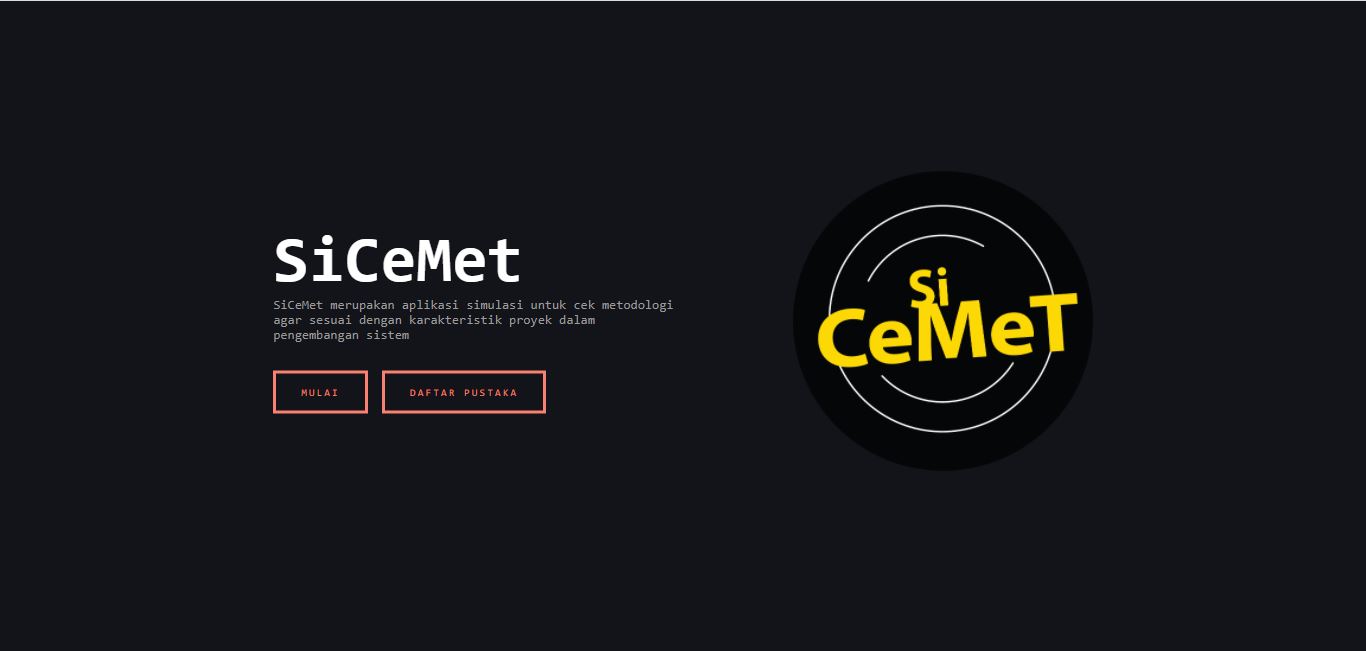 SiCeMet
SiCeMet merupakan aplikasi simulasi untuk cek metodologi
agar sesuai dengan karakteristik proyek dalam
pengembangan sistem
MULAI
DAFTAR PUSTAKA
Si
CeMeT